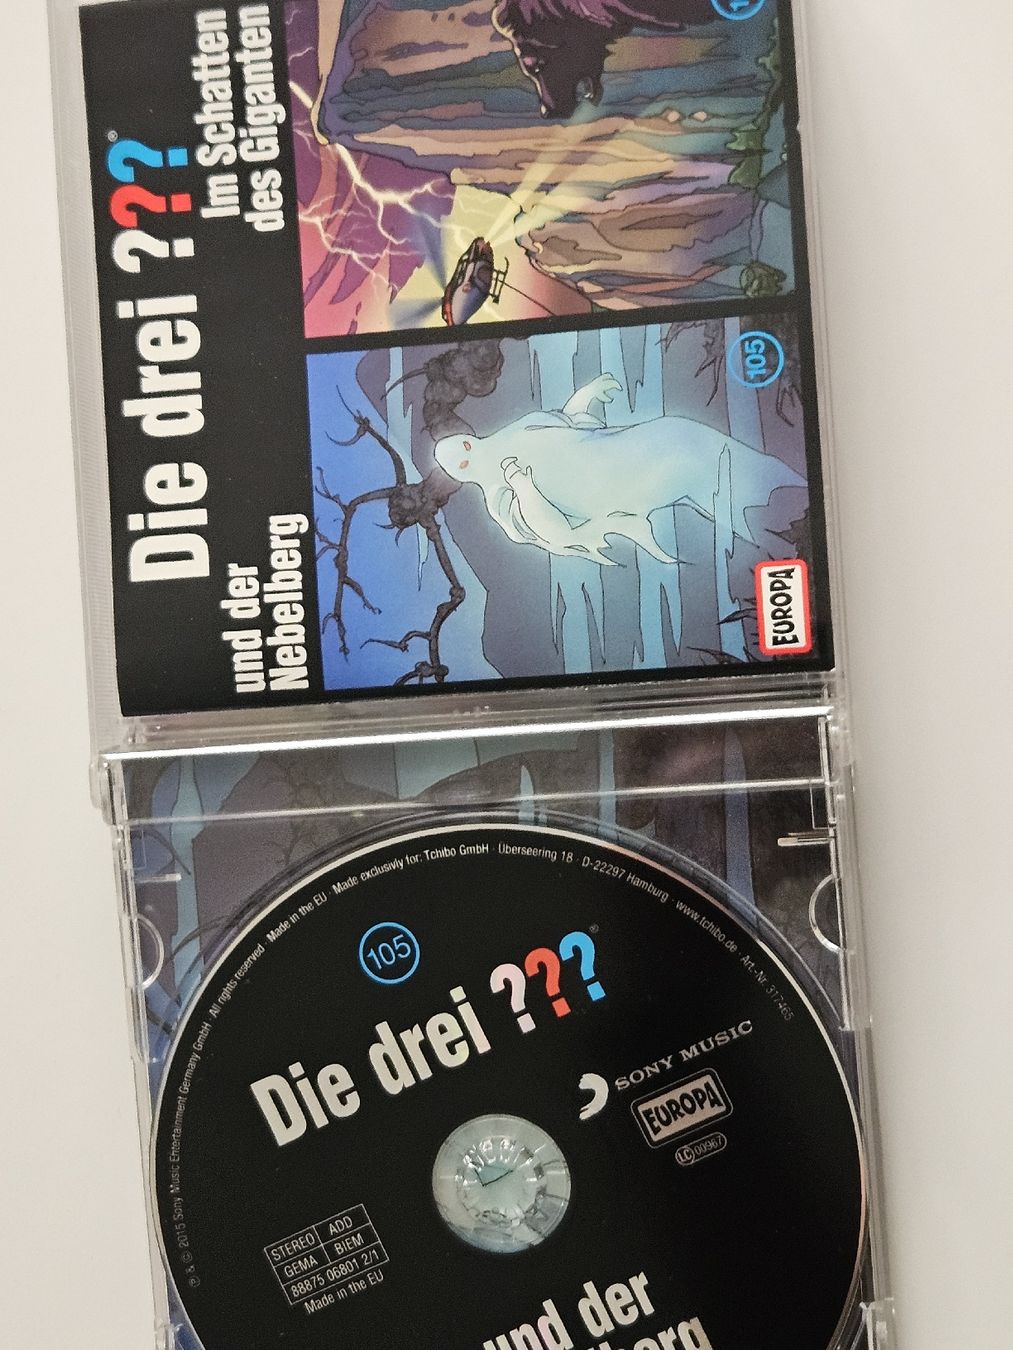 Die drei ???®
und der
Nebelberg
Im Schatten
des Giganten
105
EUROPA
℗ & © 2015 Sony Music Entertainment Germany GmbH · All rights reserved · Made in the EU · Made exclusivly for: Tchibo GmbH · Überseering 18 · D-22297 Hamburg · www.tchibo.de · Art.-Nr. 317465
105
Die drei ???®
SONY MUSIC
EUROPA
LC 00967
STEREO ADD
GEMA BIEM
88875 06801 2/1
Made in the EU
und der